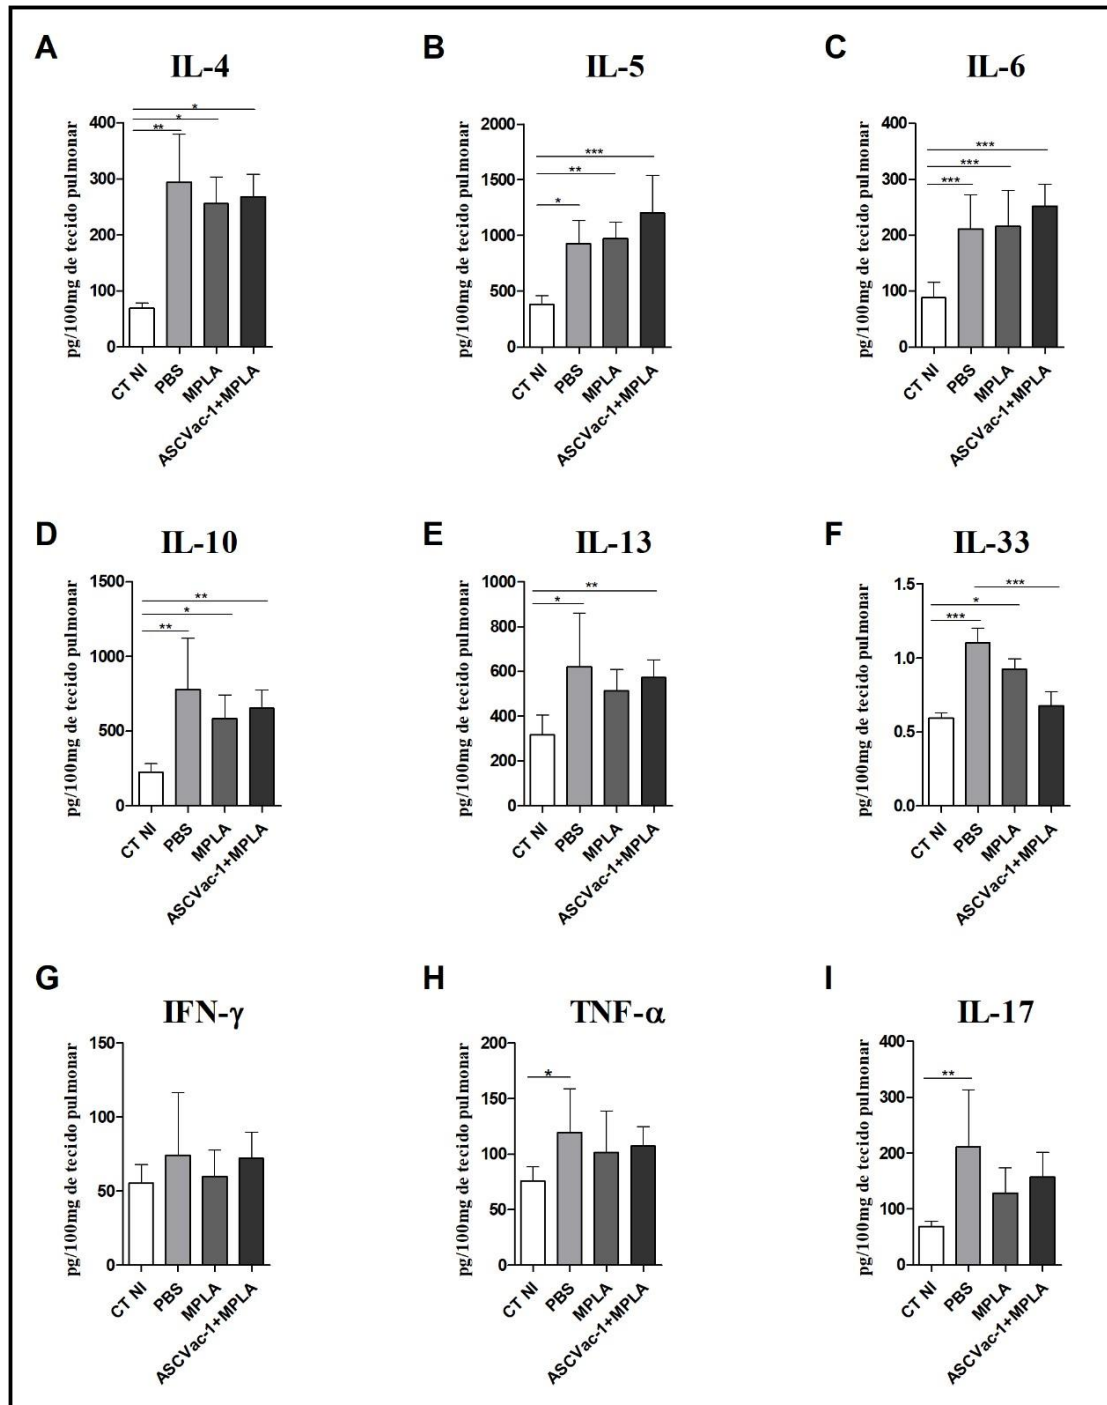 A
IL-4
pg/100mg de tecido pulmonar
400
300
200
100
0
*
*
**
CT NI
PBS
MPLA
ASCVac-1+MPLA
B
IL-5
pg/100mg de tecido pulmonar
2000
1500
1000
500
0
***
**
*
CT NI
PBS
MPLA
ASCVac-1+MPLA
C
IL-6
pg/100mg de tecido pulmonar
400
300
200
100
0
***
***
***
CT NI
PBS
MPLA
ASCVac-1+MPLA
D
IL-10
pg/100mg de tecido pulmonar
1500
1000
500
0
**
*
**
CT NI
PBS
MPLA
ASCVac-1+MPLA
E
IL-13
pg/100mg de tecido pulmonar
1000
800
600
400
200
0
**
*
CT NI
PBS
MPLA
ASCVac-1+MPLA
F
IL-33
pg/100mg de tecido pulmonar
1.5
1.0
0.5
0.0
***
*
***
CT NI
PBS
MPLA
ASCVac-1+MPLA
G
IFN-γ
pg/100mg de tecido pulmonar
150
100
50
0
CT NI
PBS
MPLA
ASCVac-1+MPLA
H
TNF-α
pg/100mg de tecido pulmonar
200
150
100
50
0
*
CT NI
PBS
MPLA
ASCVac-1+MPLA
I
IL-17
pg/100mg de tecido pulmonar
400
300
200
100
0
**
CT NI
PBS
MPLA
ASCVac-1+MPLA